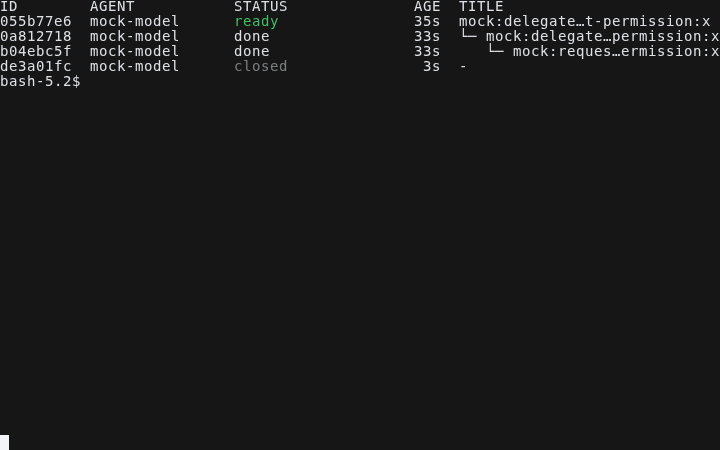 ID        AGENT           STATUS              AGE  TITLE
055b77e6  mock-model      ready               35s  mock:delegate…t-permission:x
0a812718  mock-model      done                33s  └─ mock:delegate…permission:x
b04ebc5f  mock-model      done                33s     └─ mock:reques…ermission:x
de3a01fc  mock-model      closed               3s  -
bash-5.2$